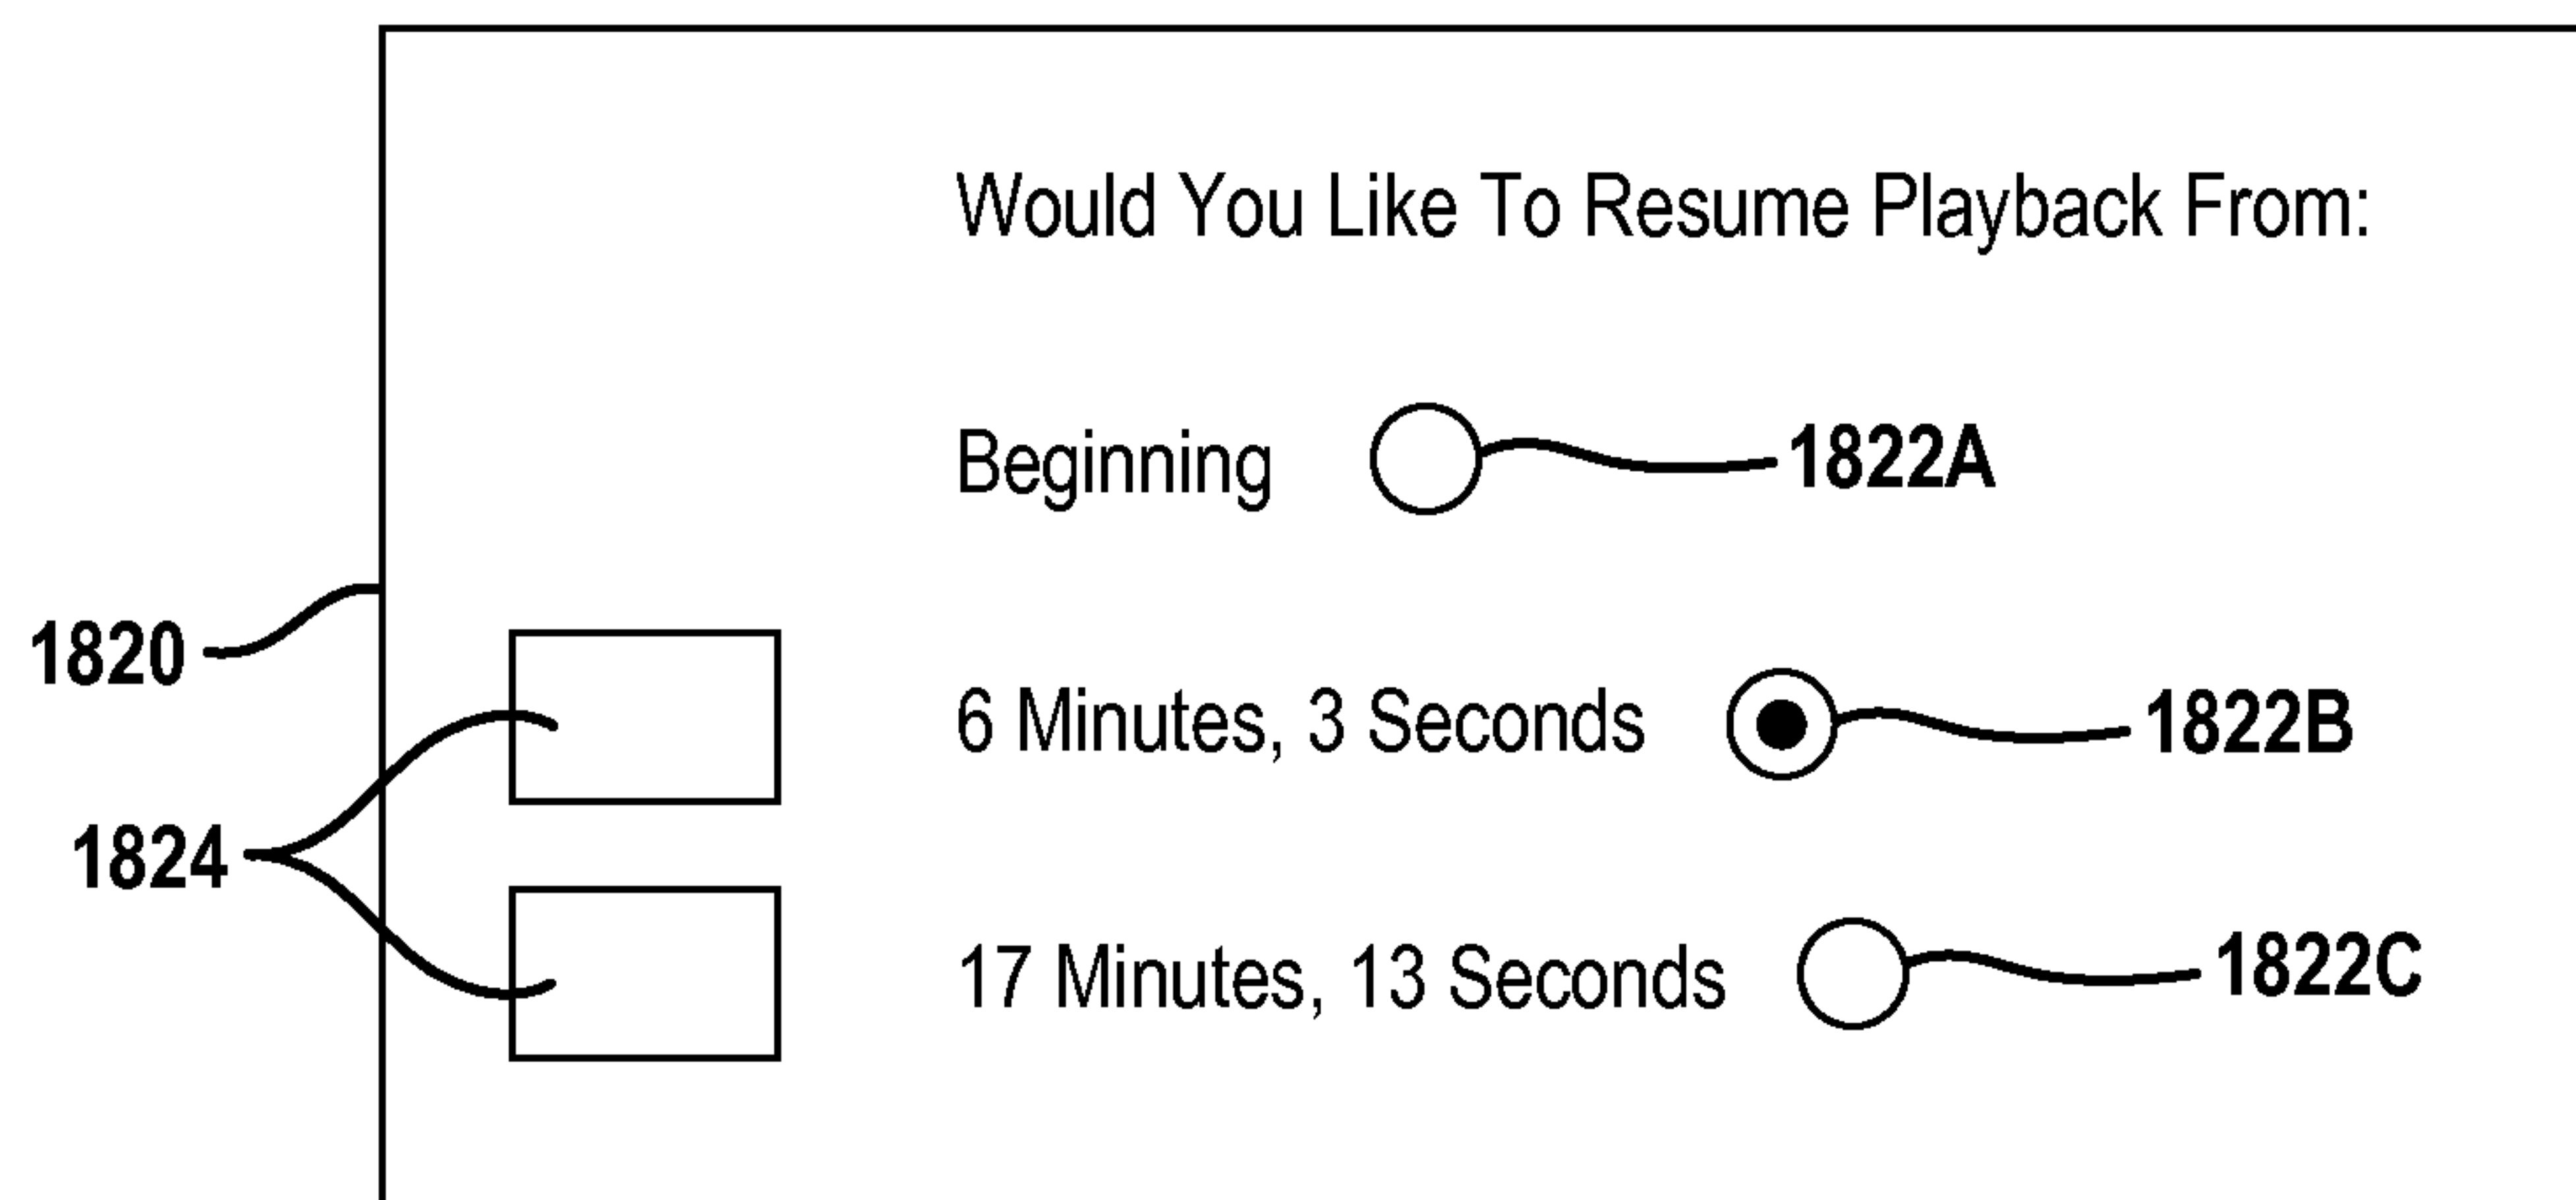 Would You Like To Resume Playback From:
Beginning 1822A
1820
6 Minutes, 3 Seconds 1822B
1824
17 Minutes, 13 Seconds 1822C